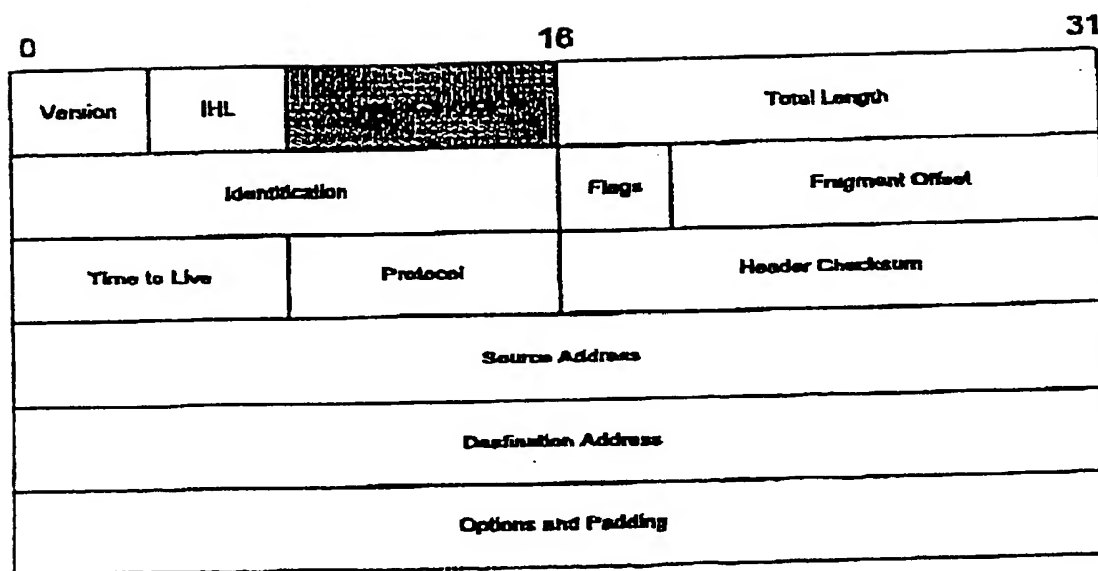 0 16 31
Version IHL Total Length
Identification Flags Fragment Offset
Time to Live Protocol Header Checksum
Source Address
Destination Address
Options and Padding